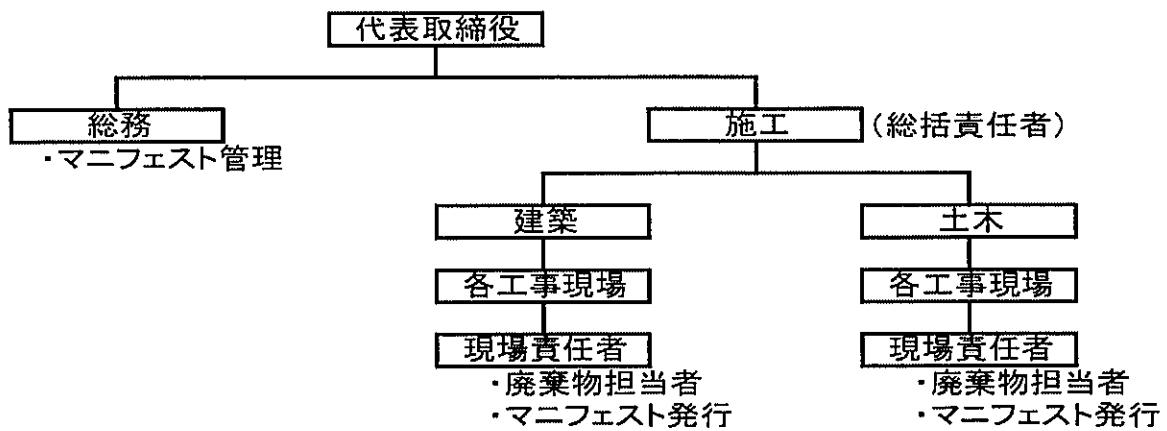 代表取締役
総務
施工 (総括責任者)
・マニフェスト管理
建築
土木
各工事現場
各工事現場
現場責任者
現場責任者
・廃棄物担当者
・廃棄物担当者
・マニフェスト発行
・マニフェスト発行